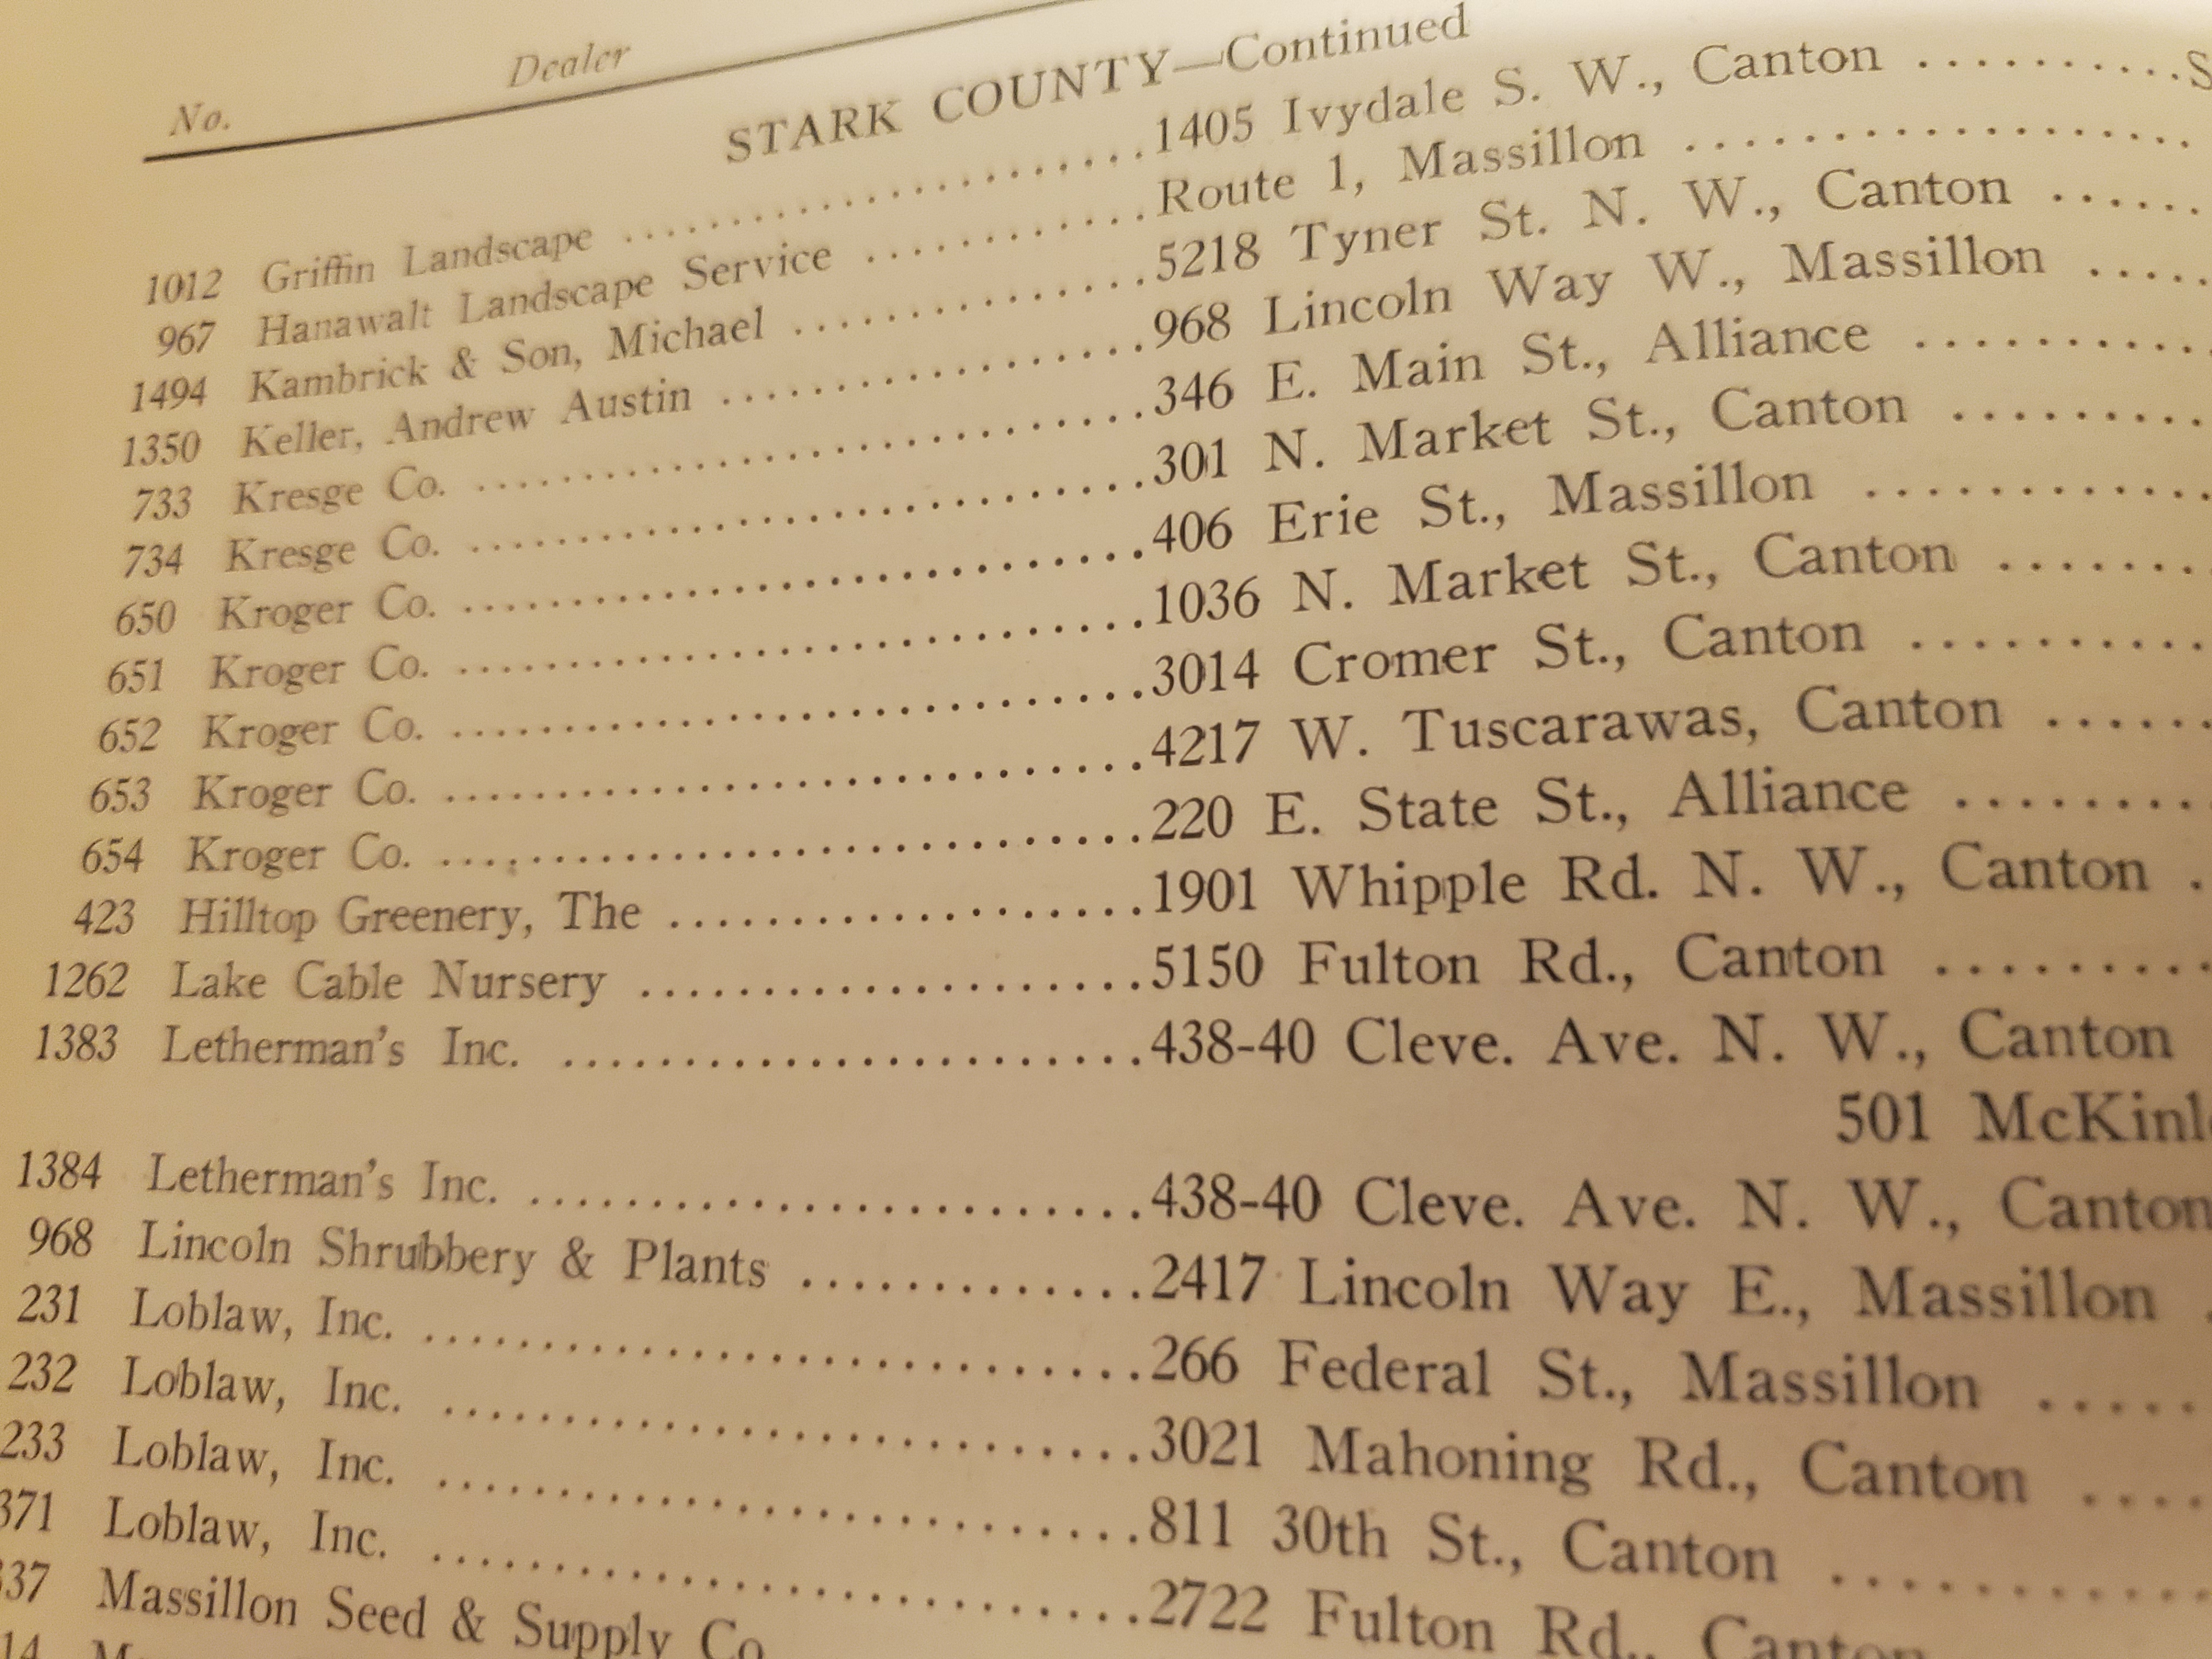 No. Dealer
STARK COUNTY—Continued
1012 Griffin Landscape ........................ 1405 Ivydale S. W., Canton ..........
967 Hanawalt Landscape Service ............ Route 1, Massillon ..................
1494 Kambrick & Son, Michael ............... 5218 Tyner St. N. W., Canton ......
1350 Keller, Andrew Austin .................. 968 Lincoln Way W., Massillon .....
733 Kresge Co. ............................ 346 E. Main St., Alliance ...........
734 Kresge Co. ............................ 301 N. Market St., Canton .........
650 Kroger Co. ............................ 406 Erie St., Massillon ............
651 Kroger Co. ............................ 1036 N. Market St., Canton .......
652 Kroger Co. ............................ 3014 Cromer St., Canton ..........
653 Kroger Co. ............................ 4217 W. Tuscarawas, Canton ......
654 Kroger Co. ............................ 220 E. State St., Alliance .........
423 Hilltop Greenery, The .................... 1901 Whipple Rd. N. W., Canton .
1262 Lake Cable Nursery ..................... 5150 Fulton Rd., Canton .........
1383 Letherman's Inc. ........................ 438-40 Cleve. Ave. N. W., Canton
501
1384 Letherman's Inc. ......................... 438-40 Cleve. Ave. N. W., Canton
968 Lincoln Shrubbery & Plants .............. 2417 Lincoln Way E., Massillon .
231 Loblaw, Inc. ............................. 266 Federal St., Massillon .....
232 Loblaw, Inc. ............................. 3021 Mahoning Rd., Canton ....
233 Loblaw, Inc. ............................. 811 30th St., Canton ............
371 Loblaw, Inc. ............................. 2722 Fulton Rd., Canton
37 Massillon Seed & Supply Co.